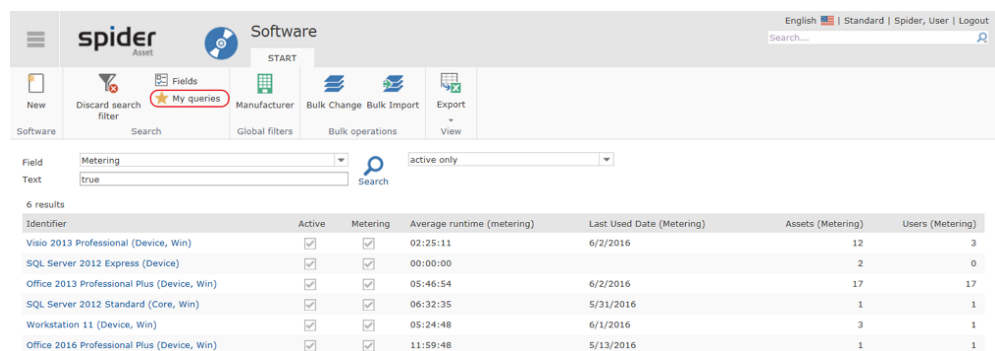 English | Standard | Spider, User | Logout
spider
Asset
Software
Search...
START
New
Discard search filter
Fields
My queries
Manufacturer
Bulk Change
Bulk Import
Export
Software
Search
Global filters
Bulk operations
View
Field
Metering
active only
Text
true
Search
6 results
Identifier Active Metering Average runtime (metering) Last Used Date (Metering) Assets (Metering) Users (Metering)
Visio 2013 Professional (Device, Win) 02:25:11 6/2/2016 12 3
SQL Server 2012 Express (Device) 00:00:00 2 0
Office 2013 Professional Plus (Device, Win) 05:46:54 6/2/2016 17 17
SQL Server 2012 Standard (Core, Win) 06:32:35 5/31/2016 1 1
Workstation 11 (Device, Win) 05:24:48 6/1/2016 3 1
Office 2016 Professional Plus (Device, Win) 11:59:48 5/13/2016 1 1